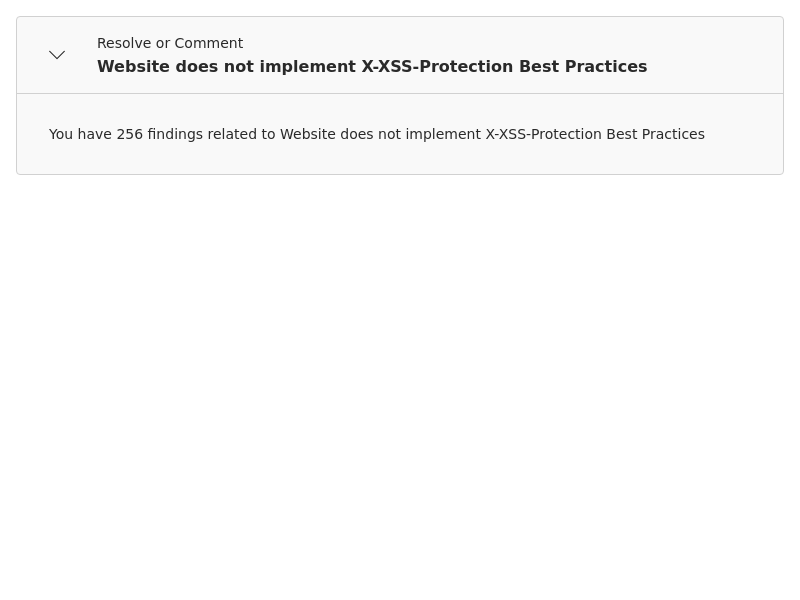 Resolve or Comment
Website does not implement X-XSS-Protection Best Practices
You have 256 findings related to Website does not implement X-XSS-Protection Best Practices